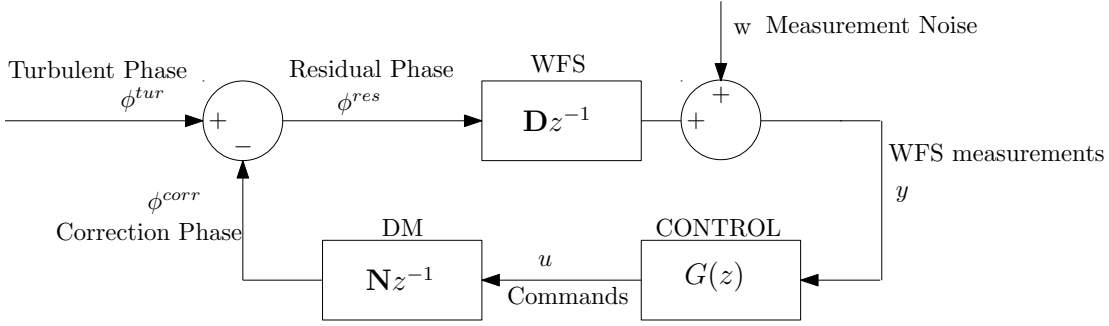 w Measurement Noise
Turbulent Phase
ϕ^{tur}
Residual Phase
ϕ^{res}
WFS
+
−
Dz^{-1}
+
+
WFS measurements
y
ϕ^{corr}
Correction Phase
DM
Nz^{-1}
u
Commands
CONTROL
G(z)